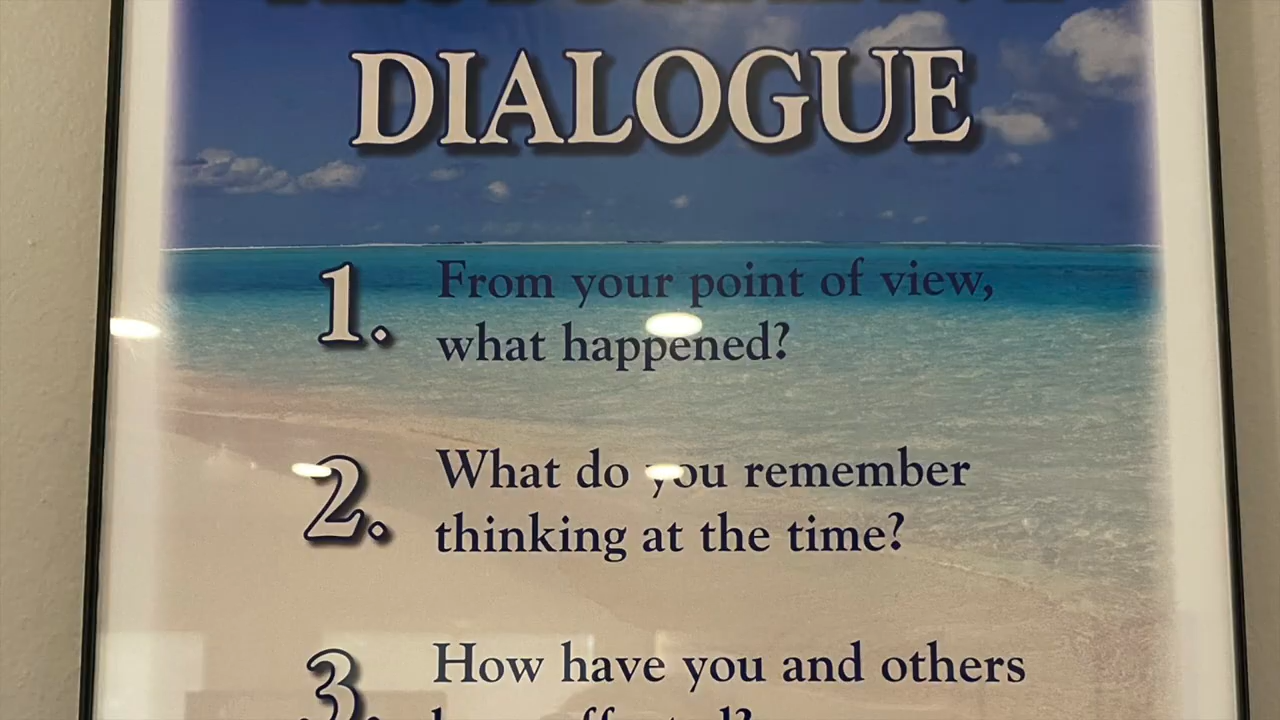 DIALOGUE
1. From your point of view,
what happened?
2. What do you remember
thinking at the time?
3. How have you and others